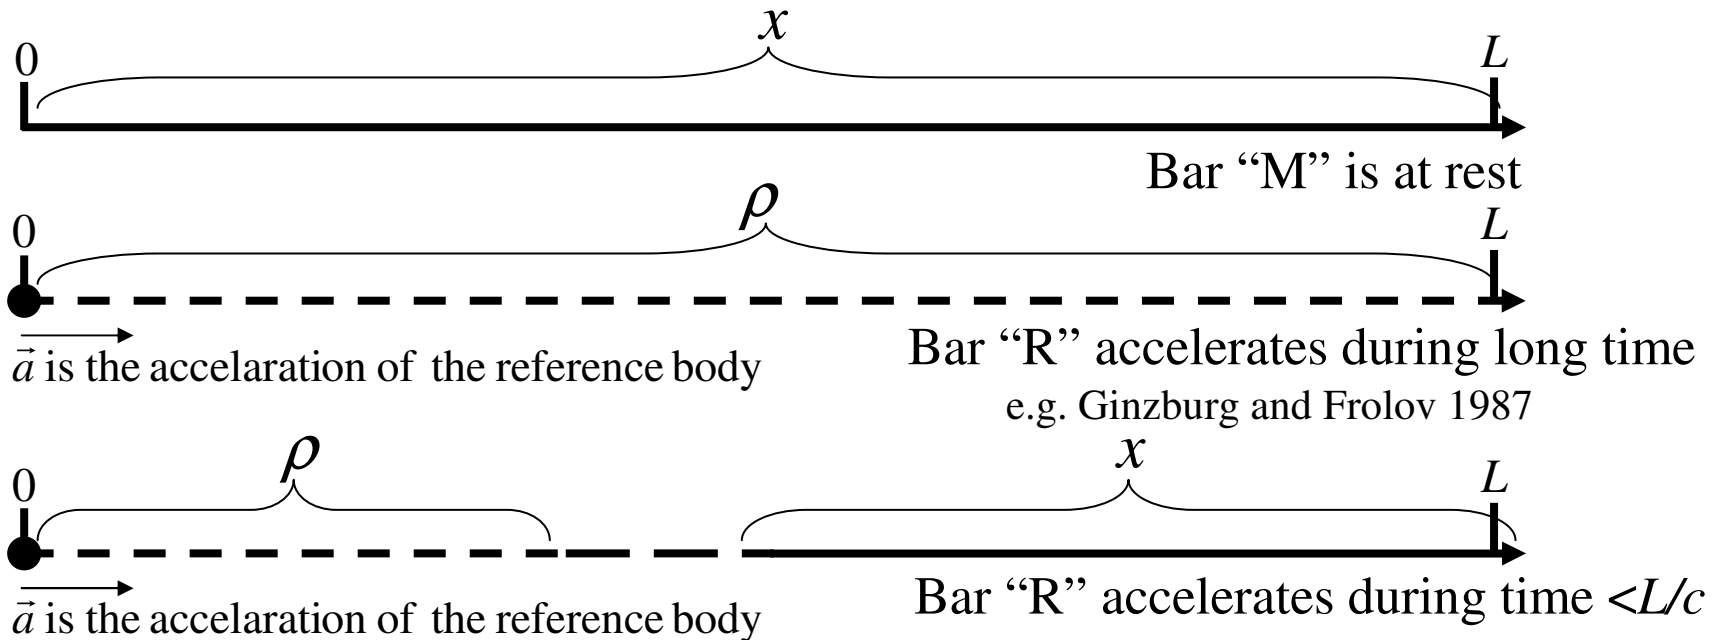 x
0 L
Bar “M” is at rest
ρ
0 L
a⃗ is the accelaration of the reference body
Bar “R” accelerates during long time
e.g. Ginzburg and Frolov 1987
ρ x
0 L
a⃗ is the accelaration of the reference body
Bar “R” accelerates during time <L/c